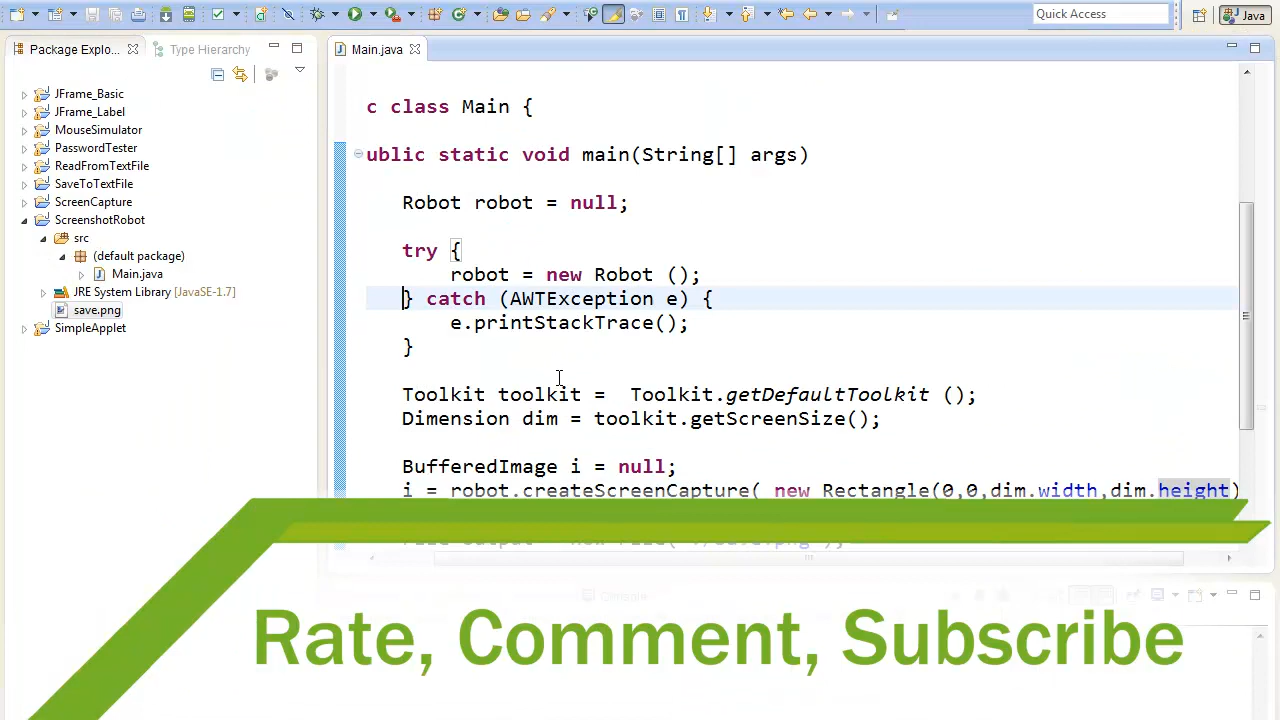 Quick Access
Java
Package Explo...
Type Hierarchy
Main.java
JFrame_Basic
JFrame_Label
MouseSimulator
PasswordTester
ReadFromTextFile
SaveToTextFile
ScreenCapture
ScreenshotRobot
src
(default package)
Main.java
JRE System Library [JavaSE-1.7]
save.png
SimpleApplet
c class Main {
ublic static void main(String[] args)
Robot robot = null;
try {
robot = new Robot ();
} catch (AWTException e) {
e.printStackTrace();
}
Toolkit toolkit =  Toolkit.getDefaultToolkit ();
Dimension dim = toolkit.getScreenSize();
BufferedImage i = null;
i = robot.createScreenCapture( new Rectangle(0,0,dim.width,dim.height)
Console
Rate, Comment, Subscribe